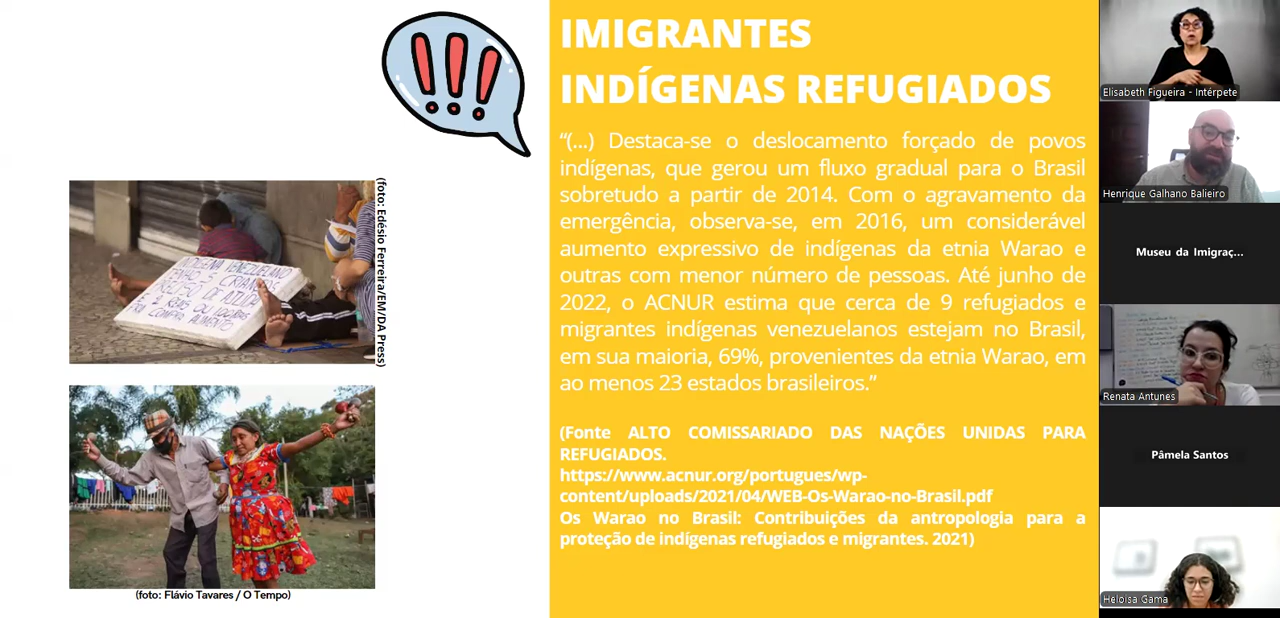 IMIGRANTES
INDÍGENAS REFUGIADOS
“(...) Destaca-se o deslocamento forçado de povos
indígenas, que gerou um fluxo gradual para o Brasil
sobretudo a partir de 2014. Com o agravamento da
emergência, observa-se, em 2016, um considerável
aumento expressivo de indígenas da etnia Warao e
outras com menor número de pessoas. Até junho de
2022, o ACNUR estima que cerca de 9 refugiados e
migrantes indígenas venezuelanos estejam no Brasil,
em sua maioria, 69%, provenientes da etnia Warao, em
ao menos 23 estados brasileiros.”
(Fonte ALTO COMISSARIADO DAS NAÇÕES UNIDAS PARA
REFUGIADOS.
https://www.acnur.org/portugues/wp-
content/uploads/2021/04/WEB-Os-Warao-no-Brasil.pdf
Os Warao no Brasil: Contribuições da antropologia para a
proteção de indígenas refugiados e migrantes. 2021)
(foto: Edésio Ferreira/EM/DA Press)
VENEZUELANO
PRECISO DE
(foto: Flávio Tavares / O Tempo)
Elisabeth Figueira - Intérpete
Henrique Galhano Balieiro
Museu da Imigraç...
Renata Antunes
Pâmela Santos
Heloisa Gama